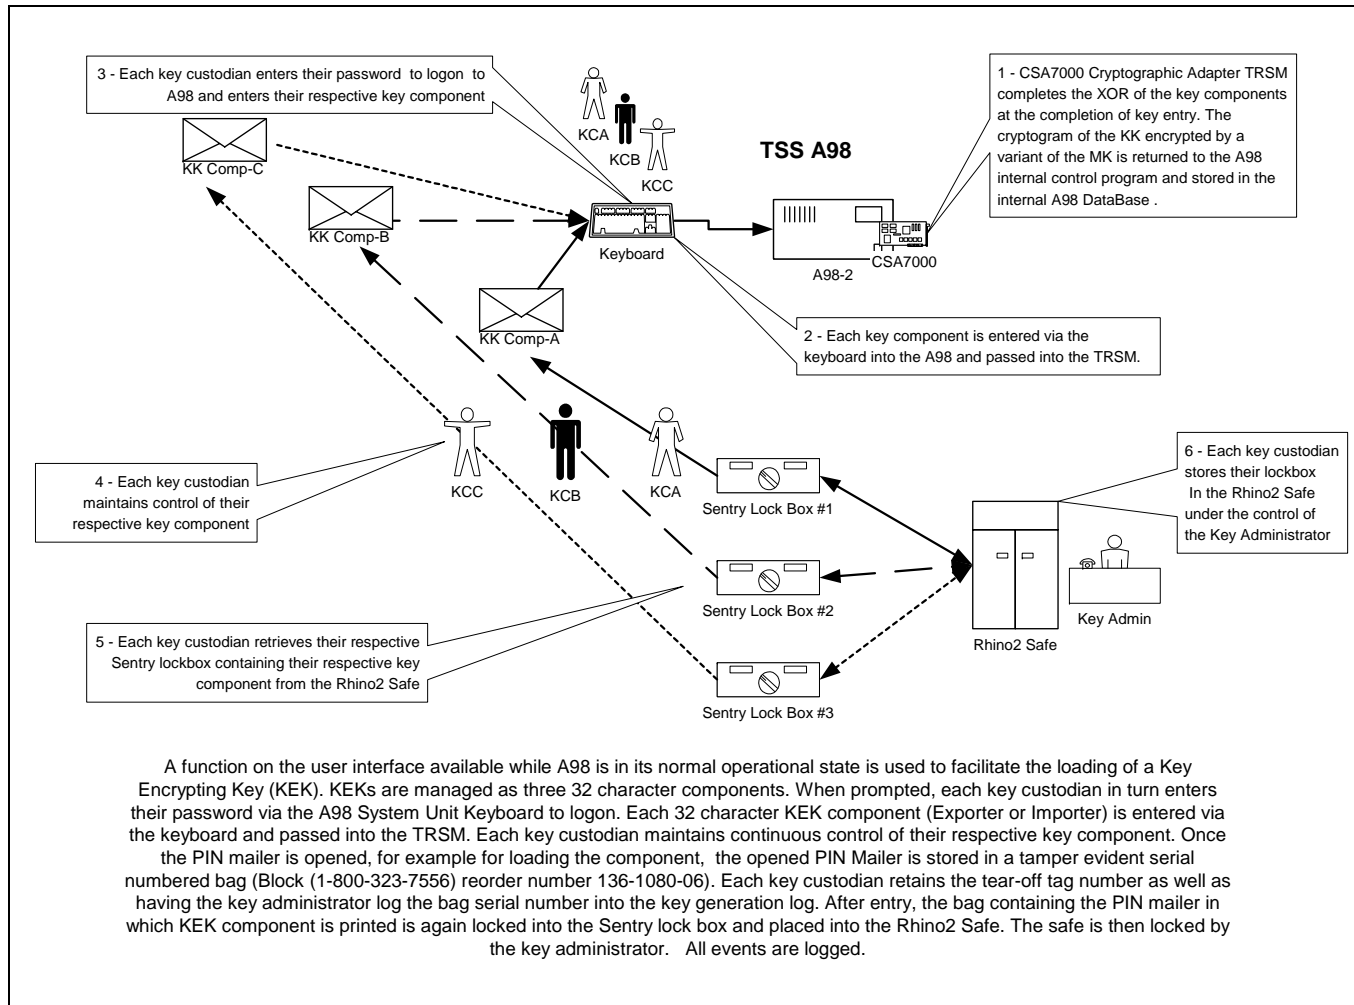 3 - Each key custodian enters their password to logon to
A98 and enters their respective key component
1 - CSA7000 Cryptographic Adapter TRSM
completes the XOR of the key components
at the completion of key entry. The
cryptogram of the KK encrypted by a
variant of the MK is returned to the A98
internal control program and stored in the
internal A98 DataBase .
KCA
KCB
KCC
TSS A98
KK Comp-C
KK Comp-B
KK Comp-A
Keyboard
A98-2
CSA7000
2 - Each key component is entered via the
keyboard into the A98 and passed into the TRSM.
4 - Each key custodian
maintains control of their
respective key component
KCC
KCB
KCA
Sentry Lock Box #1
Sentry Lock Box #2
Sentry Lock Box #3
6 - Each key custodian
stores their lockbox
In the Rhino2 Safe
under the control of
the Key Administrator
Key Admin
Rhino2 Safe
5 - Each key custodian retrieves their respective
Sentry lockbox containing their respective key
component from the Rhino2 Safe
A function on the user interface available while A98 is in its normal operational state is used to facilitate the loading of a Key
Encrypting Key (KEK). KEKs are managed as three 32 character components. When prompted, each key custodian in turn enters
their password via the A98 System Unit Keyboard to logon. Each 32 character KEK component (Exporter or Importer) is entered via
the keyboard and passed into the TRSM. Each key custodian maintains continuous control of their respective key component. Once
the PIN mailer is opened, for example for loading the component, the opened PIN Mailer is stored in a tamper evident serial
numbered bag (Block (1-800-323-7556) reorder number 136-1080-06). Each key custodian retains the tear-off tag number as well as
having the key administrator log the bag serial number into the key generation log. After entry, the bag containing the PIN mailer in
which KEK component is printed is again locked into the Sentry lock box and placed into the Rhino2 Safe. The safe is then locked by
the key administrator. All events are logged.